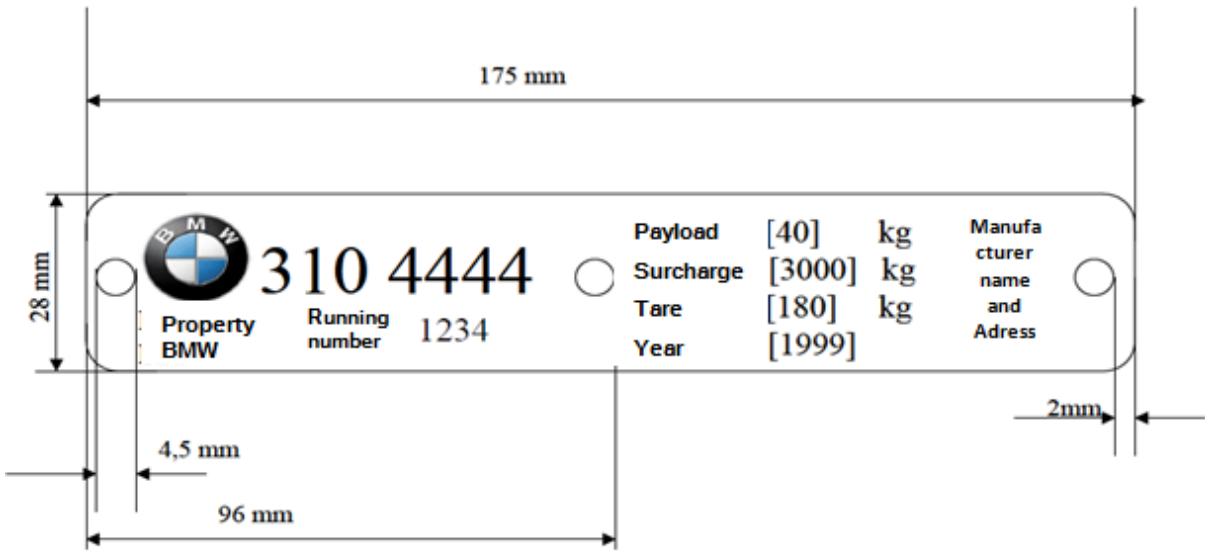 175 mm
28 mm
BMW
310 4444
Property
BMW
Running
number
1234
Payload [40] kg
Surcharge [3000] kg
Tare [180] kg
Year [1999]
Manufa
cturer
name
and
Adress
2mm
4,5 mm
96 mm